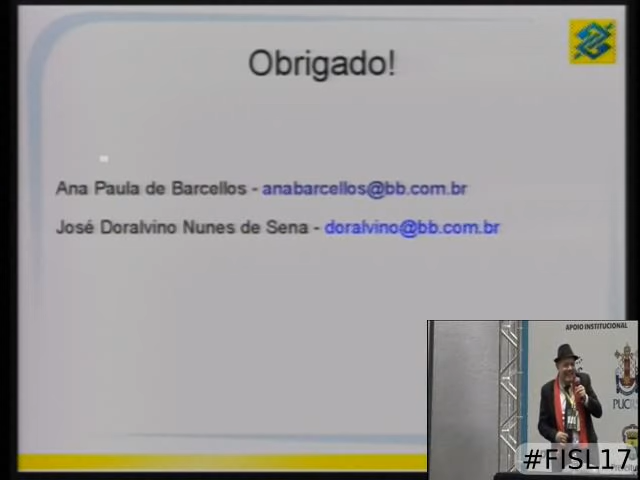 Obrigado!
Ana Paula de Barcellos - anabarcellos@bb.com.br
José Doralvino Nunes de Sena - doralvino@bb.com.br
APOIO INSTITUCIONAL
#FISL17